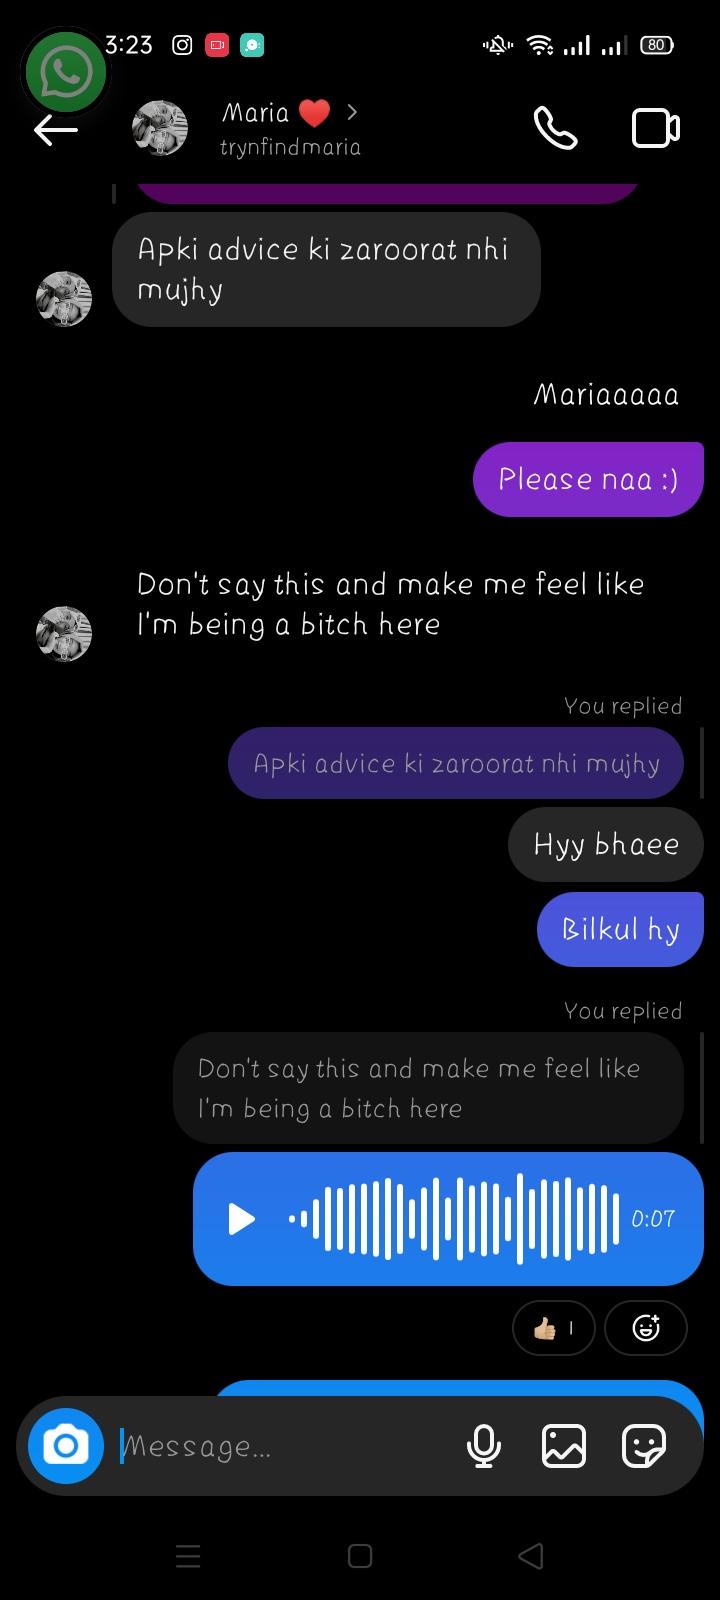 3:23
80
Maria ❤️ >
trynfindmaria
Apki advice ki zaroorat nhi
mujhy
Mariaaaaa
Please naa :)
Don't say this and make me feel like
I'm being a bitch here
You replied
Apki advice ki zaroorat nhi mujhy
Hyy bhaee
Bilkul hy
You replied
Don't say this and make me feel like
I'm being a bitch here
0:07
👍🏼 1
Message...